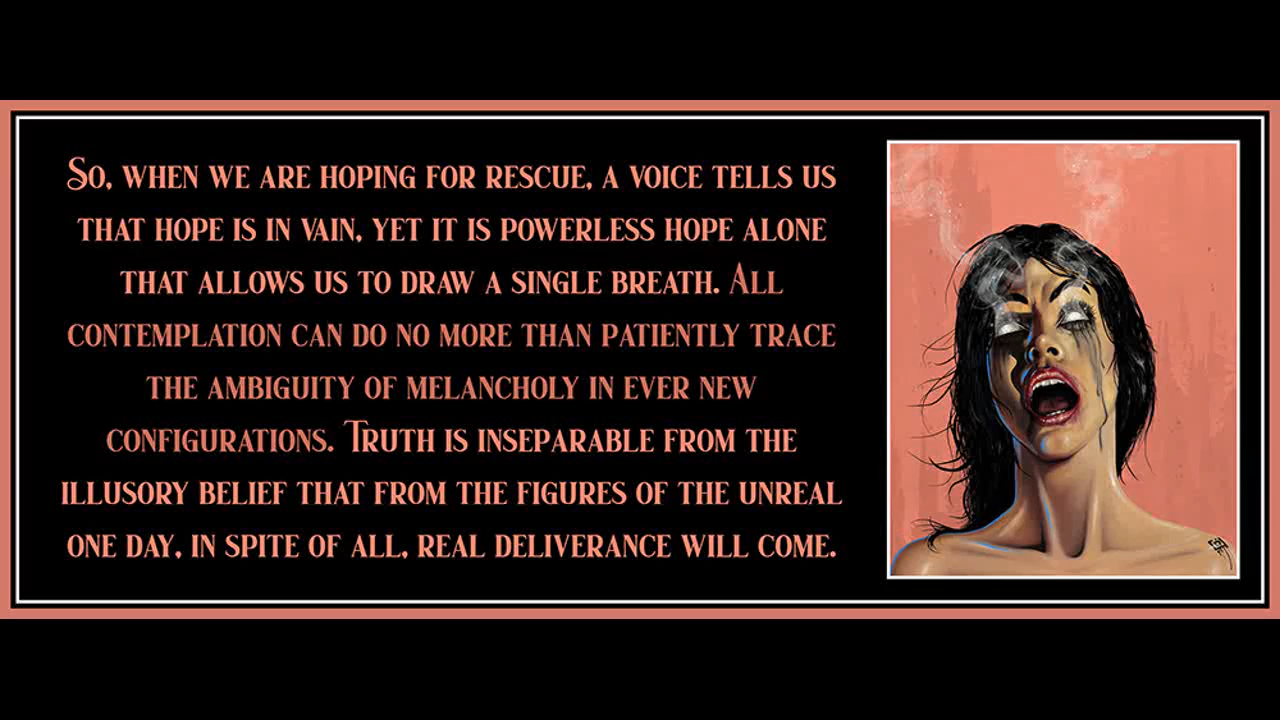 So, when we are hoping for rescue, a voice tells us
that hope is in vain, yet it is powerless hope alone
that allows us to draw a single breath. All
contemplation can do no more than patiently trace
the ambiguity of melancholy in ever new
configurations. Truth is inseparable from the
illusory belief that from the figures of the unreal
one day, in spite of all, real deliverance will come.